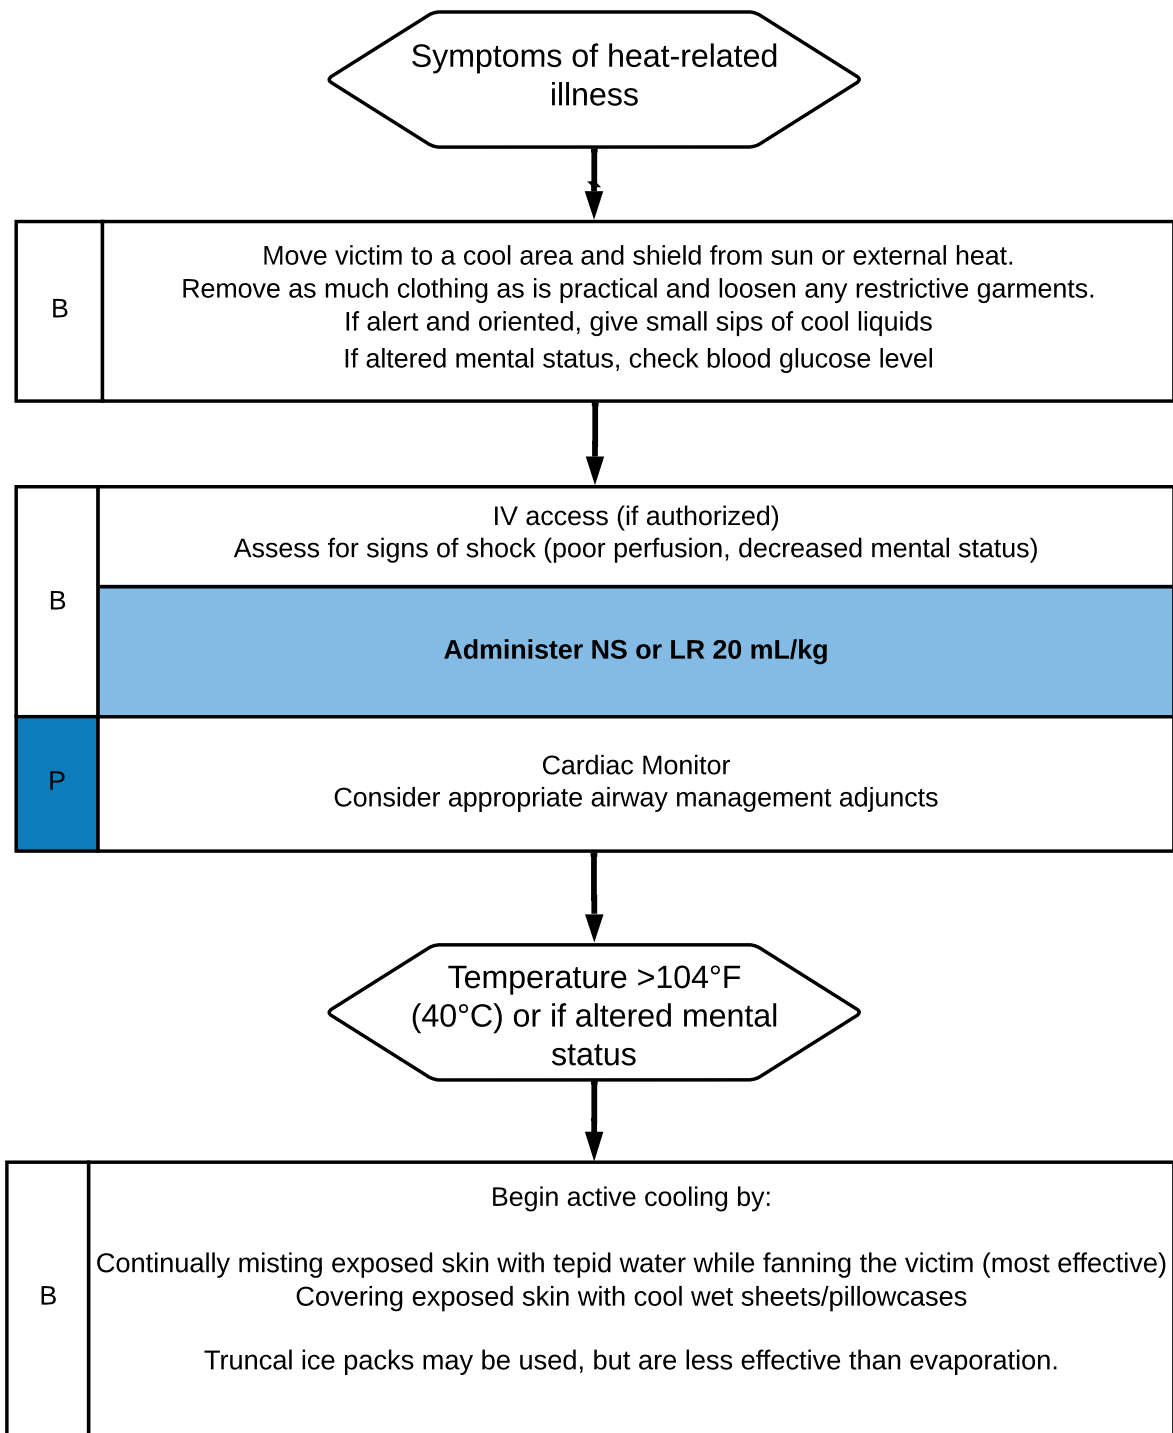 Symptoms of heat-related
illness
B
Move victim to a cool area and shield from sun or external heat.
Remove as much clothing as is practical and loosen any restrictive garments.
If alert and oriented, give small sips of cool liquids
If altered mental status, check blood glucose level
B
IV access (if authorized)
Assess for signs of shock (poor perfusion, decreased mental status)
Administer NS or LR 20 mL/kg
P
Cardiac Monitor
Consider appropriate airway management adjuncts
Temperature >104°F
(40°C) or if altered mental
status
B
Begin active cooling by:
Continually misting exposed skin with tepid water while fanning the victim (most effective)
Covering exposed skin with cool wet sheets/pillowcases
Truncal ice packs may be used, but are less effective than evaporation.